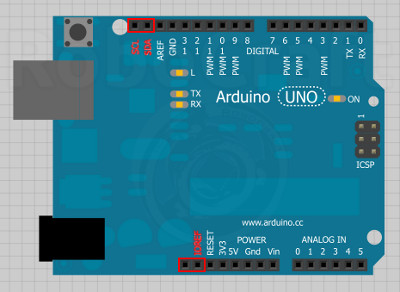 SCL
SDA
AREF
GND
13
12
11 PWM
10 PWM
9 PWM
8
DIGITAL
7
6 PWM
5 PWM
4
3 PWM
2
1 TX
0 RX
L
TX
RX
Arduino UNO
ON
1
ICSP
www.arduino.cc
IOREF
RESET
3V3
5V
Gnd
Vin
POWER
ANALOG IN
0 1 2 3 4 5